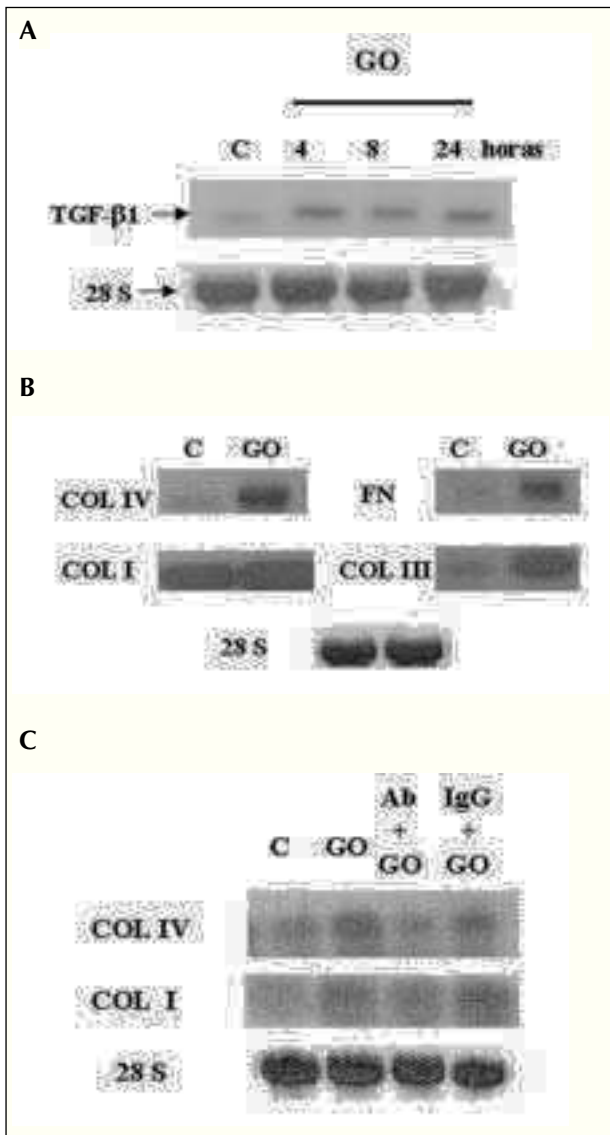 A
GO
C 4 8 24 horas
TGF-β1
28 S
B
C GO
COL IV
C GO
FN
COL I
COL III
28 S
C
C GO Ab + GO IgG + GO
COL IV
COL I
28 S